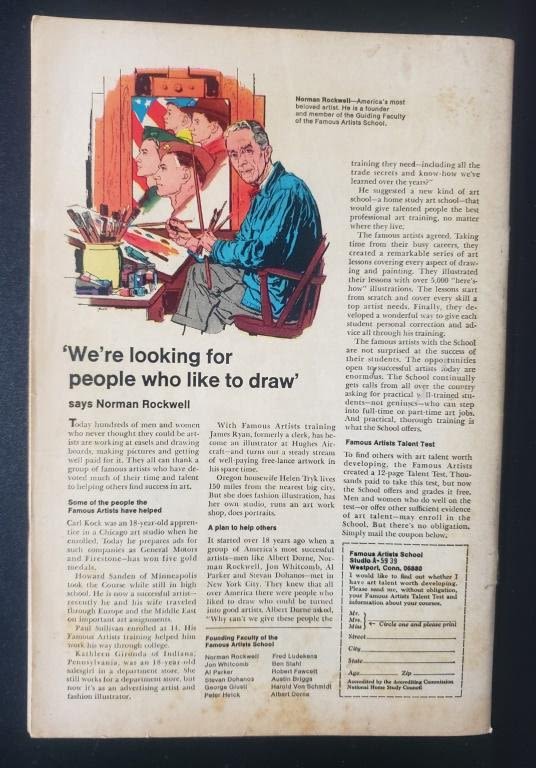 Norman Rockwell—America's most
beloved artist. He is a founder
and member of the Guiding Faculty
of the Famous Artists School.
'We're looking for
people who like to draw'
says Norman Rockwell
Today hundreds of men and women
who never thought they could be art-
ists are working at easels and drawing
boards, making pictures and getting
well paid for it. They all can thank a
group of famous artists who have de-
voted much of their time and talent
to helping others find success in art.
Some of the people the
Famous Artists have helped
Carl Kock was an 18-year-old appren-
tice in a Chicago art studio when he
enrolled. Today he prepares ads for
such companies as General Motors
and Firestone—has won five gold
medals.
Howard Sanden of Minneapolis
took the Course while still in high
school. He is now a successful artist—
recently he and his wife traveled
through Europe and the Middle East
on important art assignments.
Paul Sullivan enrolled at 14. His
Famous Artists training helped him
work his way through college.
Kathleen Gironda of Indiana,
Pennsylvania, was an 18-year-old
salesgirl in a department store. She
still works for a department store, but
now it's as an advertising artist and
fashion illustrator.
With Famous Artists training
James Ryan, formerly a clerk, has be-
come an illustrator at Hughes Air-
craft—and turns out a steady stream
of well-paying free-lance artwork in
his spare time.
Oregon housewife Helen Tryk lives
150 miles from the nearest big city.
But she does fashion illustration, has
her own studio, runs an art work
shop, does portraits.
A plan to help others
It started over 18 years ago when a
group of America's most successful
artists—men like Albert Dorne, Nor-
man Rockwell, Jon Whitcomb, Al
Parker and Stevan Dohanos—met in
New York City. They knew that all
over America there were people who
liked to draw who could be turned
into good artists. Albert Dorne asked,
"Why can't we give these people the
Founding Faculty of the
Famous Artists School
Norman Rockwell
Jon Whitcomb
Al Parker
Stevan Dohanos
George Giusti
Peter Helck
Fred Ludekens
Ben Stahl
Robert Fawcett
Austin Briggs
Harold Von Schmidt
Albert Dorne
training they need—including all the
trade secrets and know-how we've
learned over the years?"
He suggested a new kind of art
school—a home study art school—that
would give talented people the best
professional art training, no matter
where they live.
The famous artists agreed. Taking
time from their busy careers, they
created a remarkable series of art
lessons covering every aspect of draw-
ing and painting. They illustrated
their lessons with over 5,000 "here's-
how" illustrations. The lessons start
from scratch and cover every skill a
top artist needs. Finally, they de-
veloped a wonderful way to give each
student personal correction and ad-
vice all through his training.
The famous artists with the School
are not surprised at the success of
their students. The opportunities
open to successful artists today are
enormous. The School continually
gets calls from all over the country
asking for practical well-trained stu-
dents—not geniuses—who can step
into full-time or part-time art jobs.
And practical, thorough training is
what the School offers.
Famous Artists Talent Test
To find others with art talent worth
developing, the Famous Artists
created a 12-page Talent Test. Thou-
sands paid to take this test, but now
the School offers and grades it free.
Men and women who do well on the
test—or offer other sufficient evidence
of art talent—may enroll in the
School. But there's no obligation.
Simply mail the coupon below.
Famous Artists School
Studio A-5939
Westport, Conn. 06880
I would like to find out whether I
have art talent worth developing.
Please send me, without obligation,
your Famous Artists Talent Test and
information about your courses.
Mr.
Mrs.
Miss
Circle one and please print
Street
City
State
Age Zip
Accredited by the Accrediting Commission
National Home Study Council